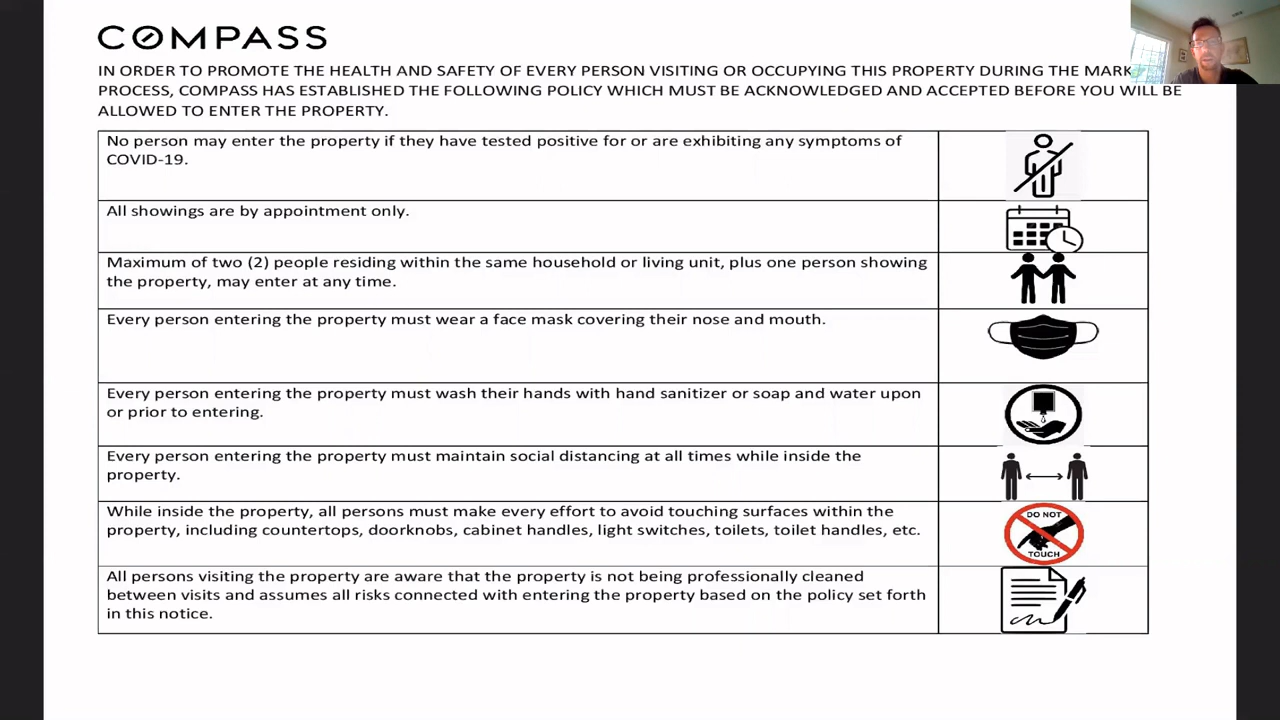 COMPASS
IN ORDER TO PROMOTE THE HEALTH AND SAFETY OF EVERY PERSON VISITING OR OCCUPYING THIS PROPERTY DURING THE
PROCESS, COMPASS HAS ESTABLISHED THE FOLLOWING POLICY WHICH MUST BE ACKNOWLEDGED AND ACCEPTED BEFORE YOU WILL BE
ALLOWED TO ENTER THE PROPERTY.
No person may enter the property if they have tested positive for or are exhibiting any symptoms of
COVID-19.
All showings are by appointment only.
Maximum of two (2) people residing within the same household or living unit, plus one person showing
the property, may enter at any time.
Every person entering the property must wear a face mask covering their nose and mouth.
Every person entering the property must wash their hands with hand sanitizer or soap and water upon
or prior to entering.
Every person entering the property must maintain social distancing at all times while inside the
property.
While inside the property, all persons must make every effort to avoid touching surfaces within the
property, including countertops, doorknobs, cabinet handles, light switches, toilets, toilet handles, etc.
DO NOT
TOUCH
All persons visiting the property are aware that the property is not being professionally cleaned
between visits and assumes all risks connected with entering the property based on the policy set forth
in this notice.